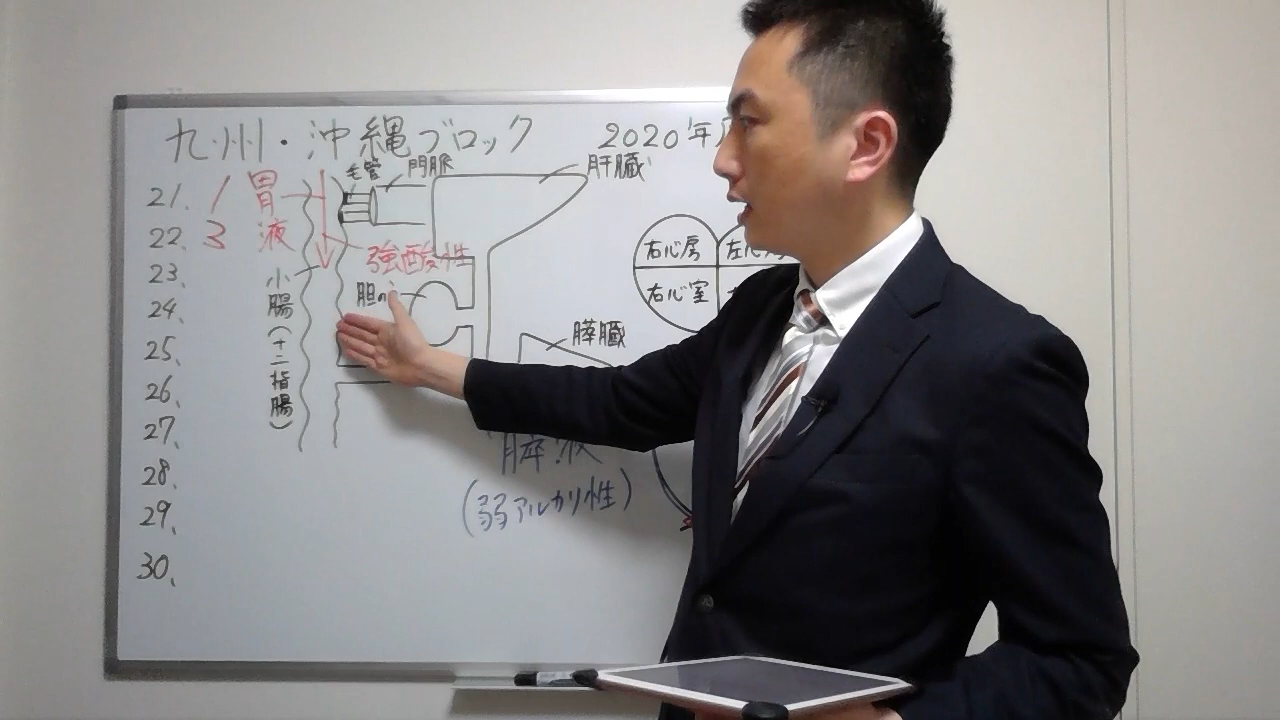 九州・沖縄ブロック 2020年
21. 1
22. 3
23.
24.
25.
26.
27.
28.
29.
30.
胃液
毛管
門脈
肝臓
強酸性
小腸(十二指腸)
胆の
膵臓
右心房
左心房
右心室
膵液
(弱アルカリ性)